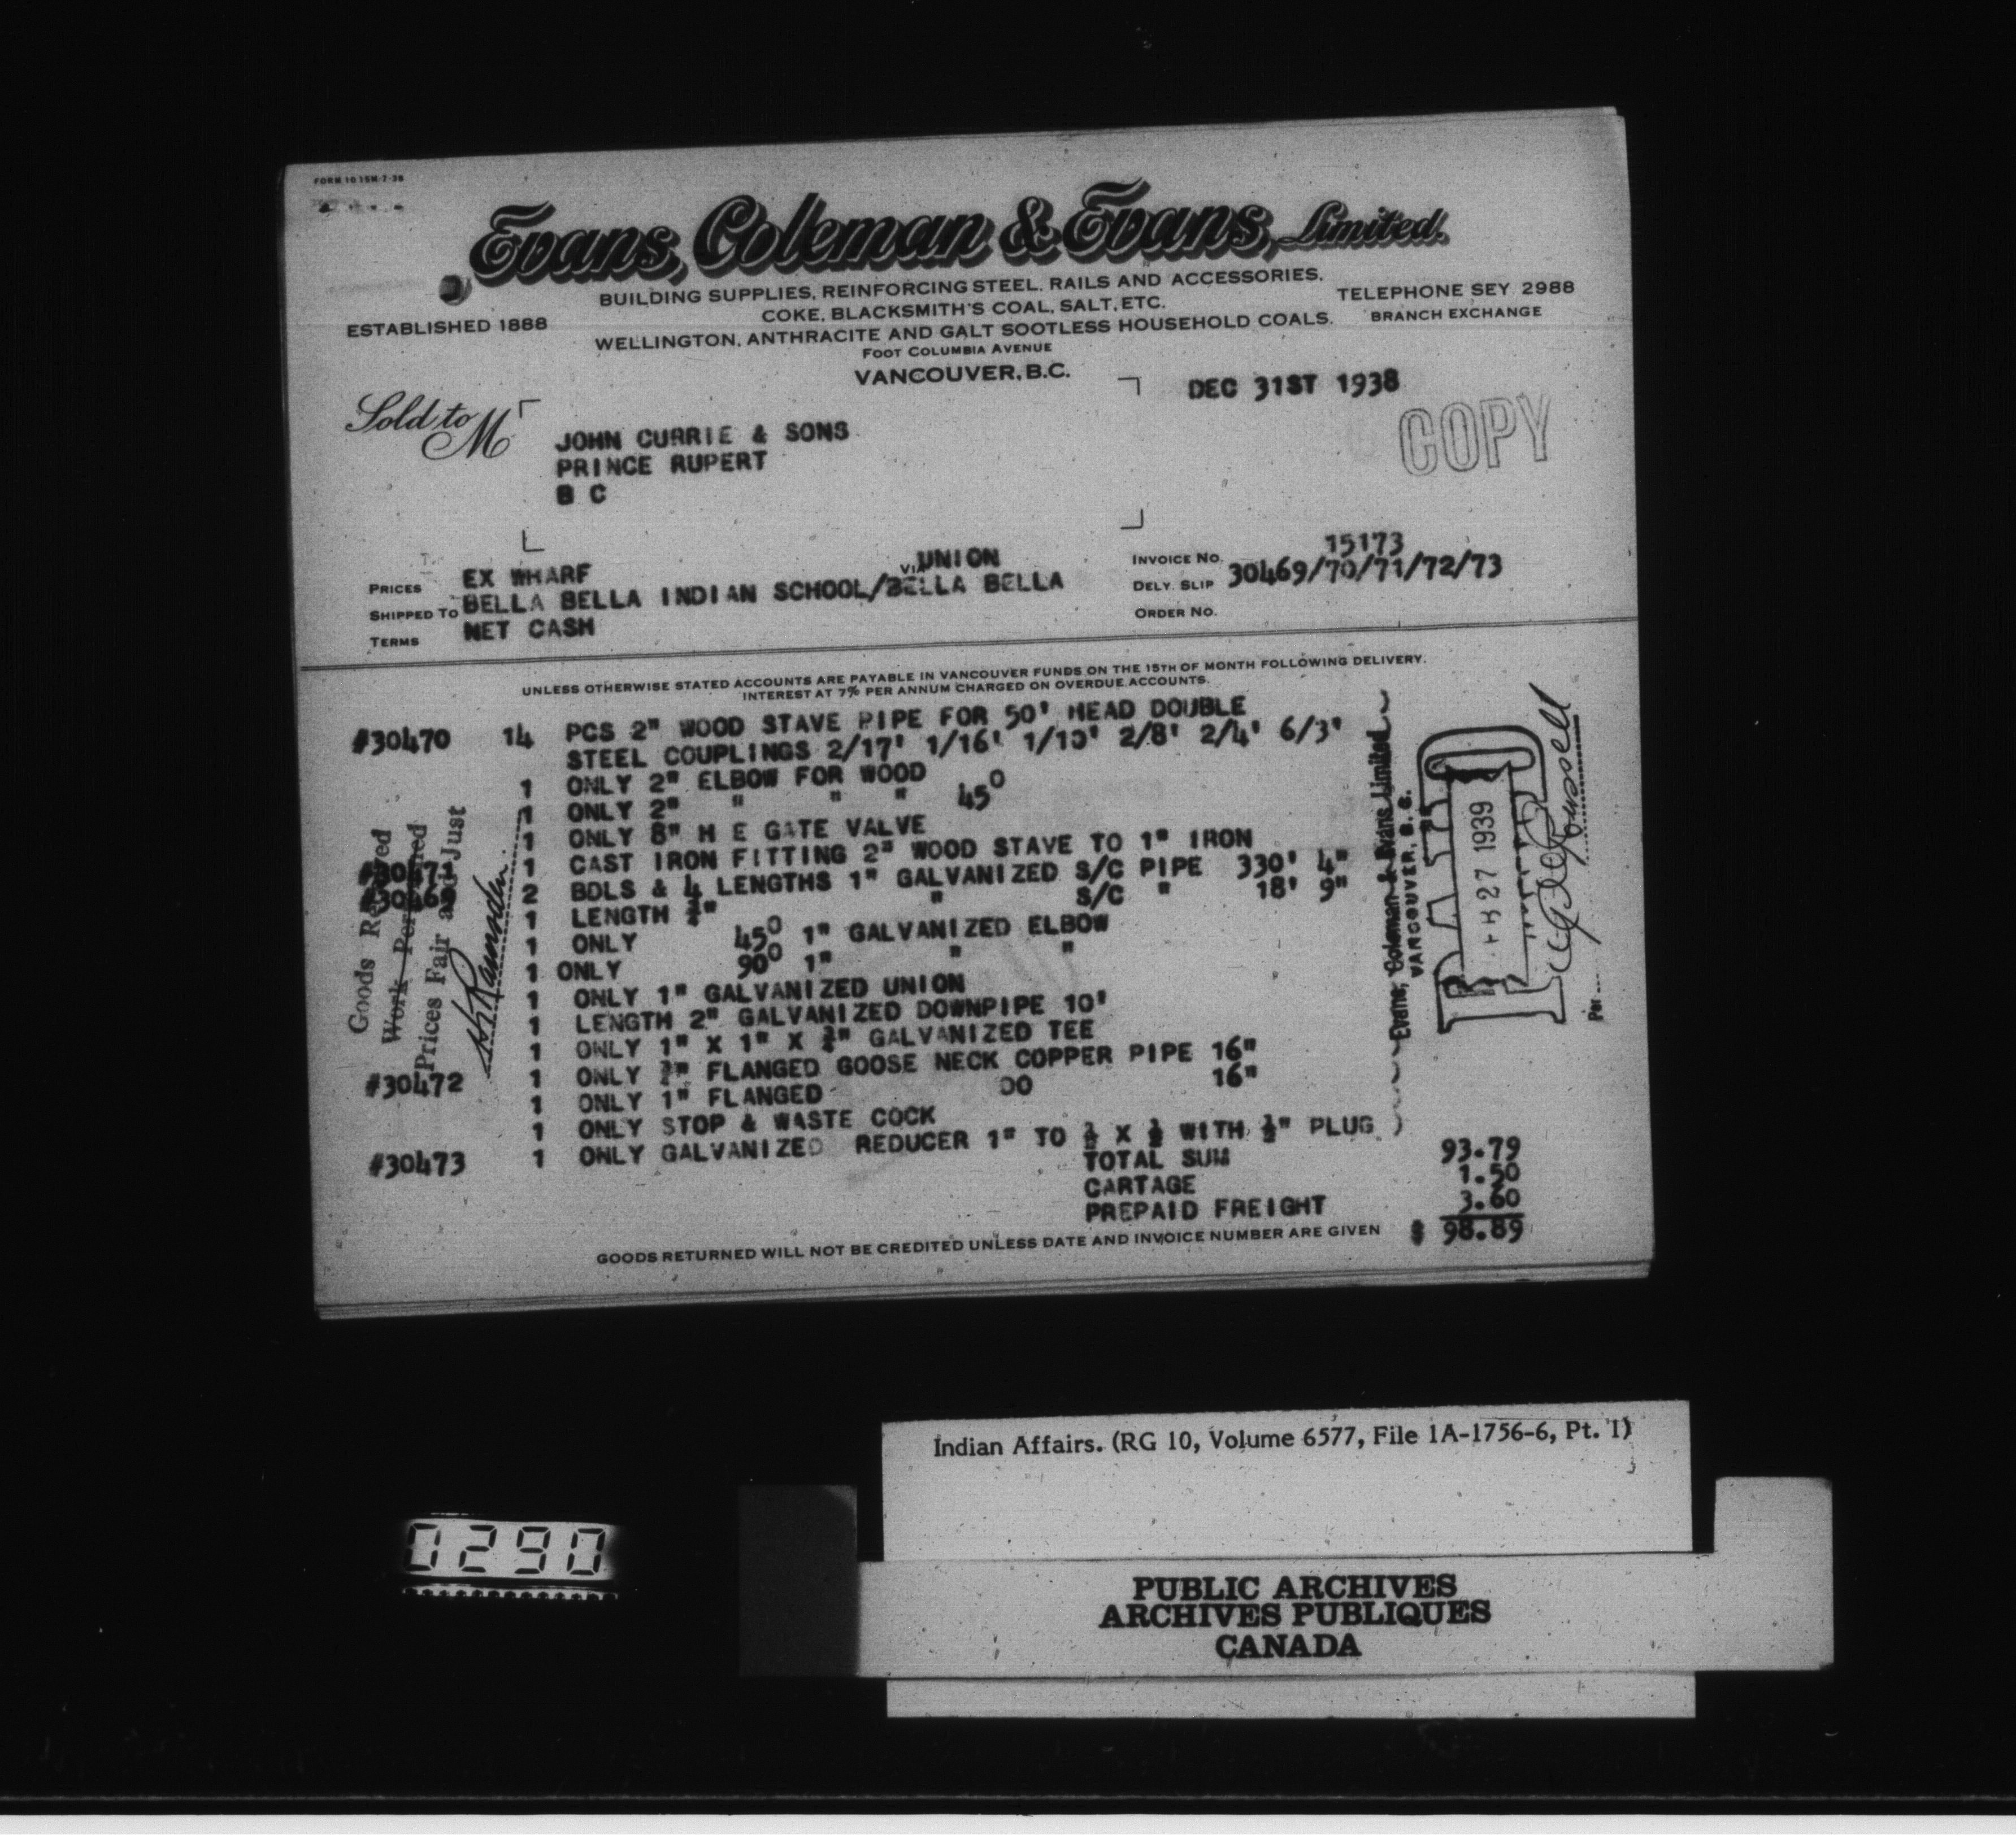 FORM 10 15M-7-38
Evans, Coleman & Evans, Limited.
BUILDING SUPPLIES, REINFORCING STEEL. RAILS AND ACCESSORIES.
COKE, BLACKSMITH'S COAL, SALT, ETC.
WELLINGTON, ANTHRACITE AND GALT SOOTLESS HOUSEHOLD COALS.
ESTABLISHED 1888
TELEPHONE SEY. 2988
BRANCH EXCHANGE
FOOT COLUMBIA AVENUE
VANCOUVER, B.C.
DEC 31ST 1938
COPY
Sold to M
JOHN CURRIE & SONS
PRINCE RUPERT
B C
PRICES EX WHARF
VIA UNION
SHIPPED TO BELLA BELLA INDIAN SCHOOL/BELLA BELLA
TERMS NET CASH
INVOICE NO. 15173
DELY. SLIP 30469/70/71/72/73
ORDER NO.
UNLESS OTHERWISE STATED ACCOUNTS ARE PAYABLE IN VANCOUVER FUNDS ON THE 15TH OF MONTH FOLLOWING DELIVERY.
INTEREST AT 7% PER ANNUM CHARGED ON OVERDUE ACCOUNTS.
#30470 14 PCS 2" WOOD STAVE PIPE FOR 50' HEAD DOUBLE
STEEL COUPLINGS 2/17' 1/16' 1/10' 2/8' 2/4' 6/3'
1 ONLY 2" ELBOW FOR WOOD
1 ONLY 2" " " " 45°
1 ONLY 8" H E GATE VALVE
#30471 1 CAST IRON FITTING 2" WOOD STAVE TO 1" IRON
#30469 2 BDLS & 4 LENGTHS 1" GALVANIZED S/C PIPE 330' 4"
1 LENGTH ¾" " S/C " 18' 9"
1 ONLY 45° 1" GALVANIZED ELBOW
1 ONLY 90° 1" " "
1 ONLY 1" GALVANIZED UNION
1 LENGTH 2" GALVANIZED DOWNPIPE 10'
1 ONLY 1" X 1" X ¾" GALVANIZED TEE
#30472 1 ONLY ¾" FLANGED GOOSE NECK COPPER PIPE 16"
1 ONLY 1" FLANGED DO 16"
1 ONLY STOP & WASTE COCK
#30473 1 ONLY GALVANIZED REDUCER 1" TO ½ X ½ WITH ½" PLUG
TOTAL SUM 93.79
CARTAGE 1.50
PREPAID FREIGHT 3.60
$ 98.89
GOODS RETURNED WILL NOT BE CREDITED UNLESS DATE AND INVOICE NUMBER ARE GIVEN
Goods Received
Work Performed
Prices Fair and Just
Evans, Coleman & Evans Limited
VANCOUVER, B. C.
PAID
FEB 27 1939
Per
Indian Affairs. (RG 10, Volume 6577, File 1A-1756-6, Pt. 1)
0290
PUBLIC ARCHIVES
ARCHIVES PUBLIQUES
CANADA